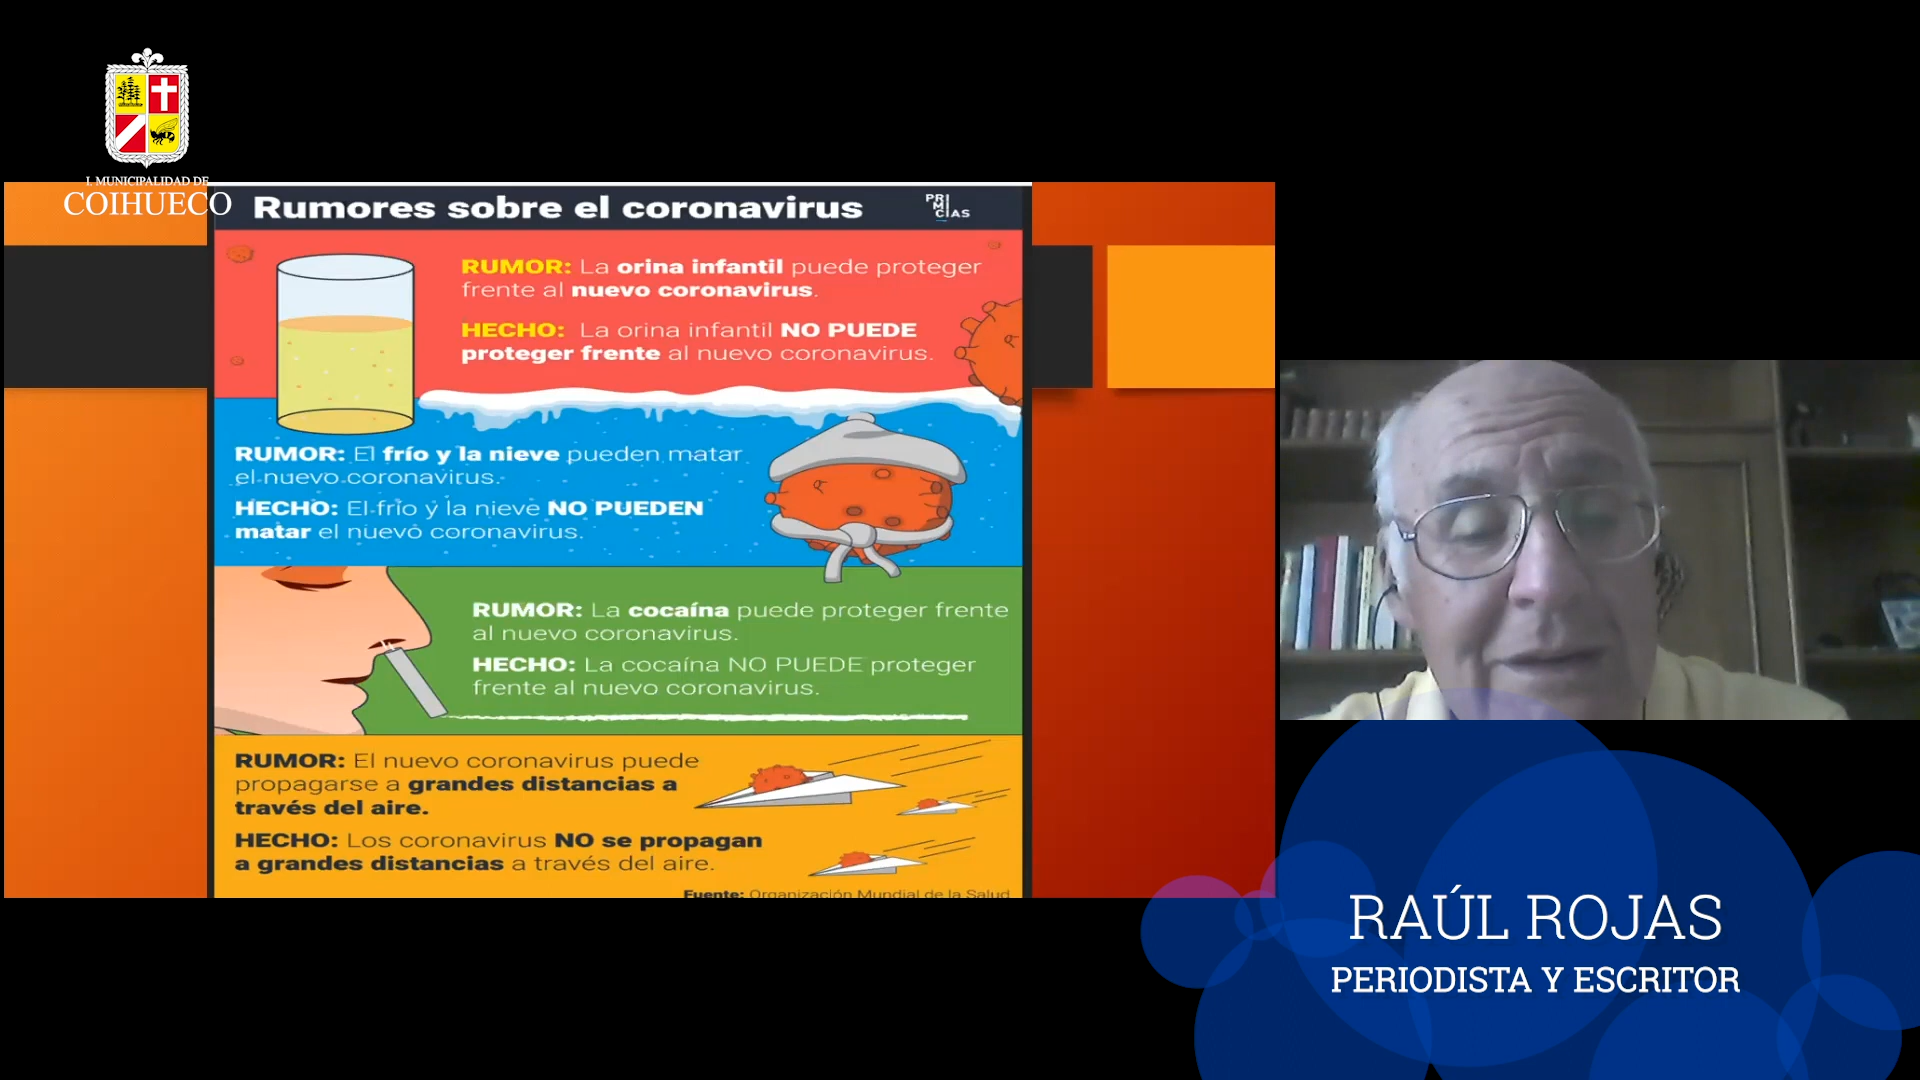 I. MUNICIPALIDAD DE
COIHUECO
Rumores sobre el coronavirus
PRIMICIAS
RUMOR: La orina infantil puede proteger
frente al nuevo coronavirus.
HECHO: La orina infantil NO PUEDE
proteger frente al nuevo coronavirus.
RUMOR: El frío y la nieve pueden matar
el nuevo coronavirus.
HECHO: El frío y la nieve NO PUEDEN
matar el nuevo coronavirus.
RUMOR: La cocaína puede proteger frente
al nuevo coronavirus.
HECHO: La cocaína NO PUEDE proteger
frente al nuevo coronavirus.
RUMOR: El nuevo coronavirus puede
propagarse a grandes distancias a
través del aire.
HECHO: Los coronavirus NO se propagan
a grandes distancias a través del aire.
Fuente: Organización Mundial de la Salud
RAÚL ROJAS
PERIODISTA Y ESCRITOR